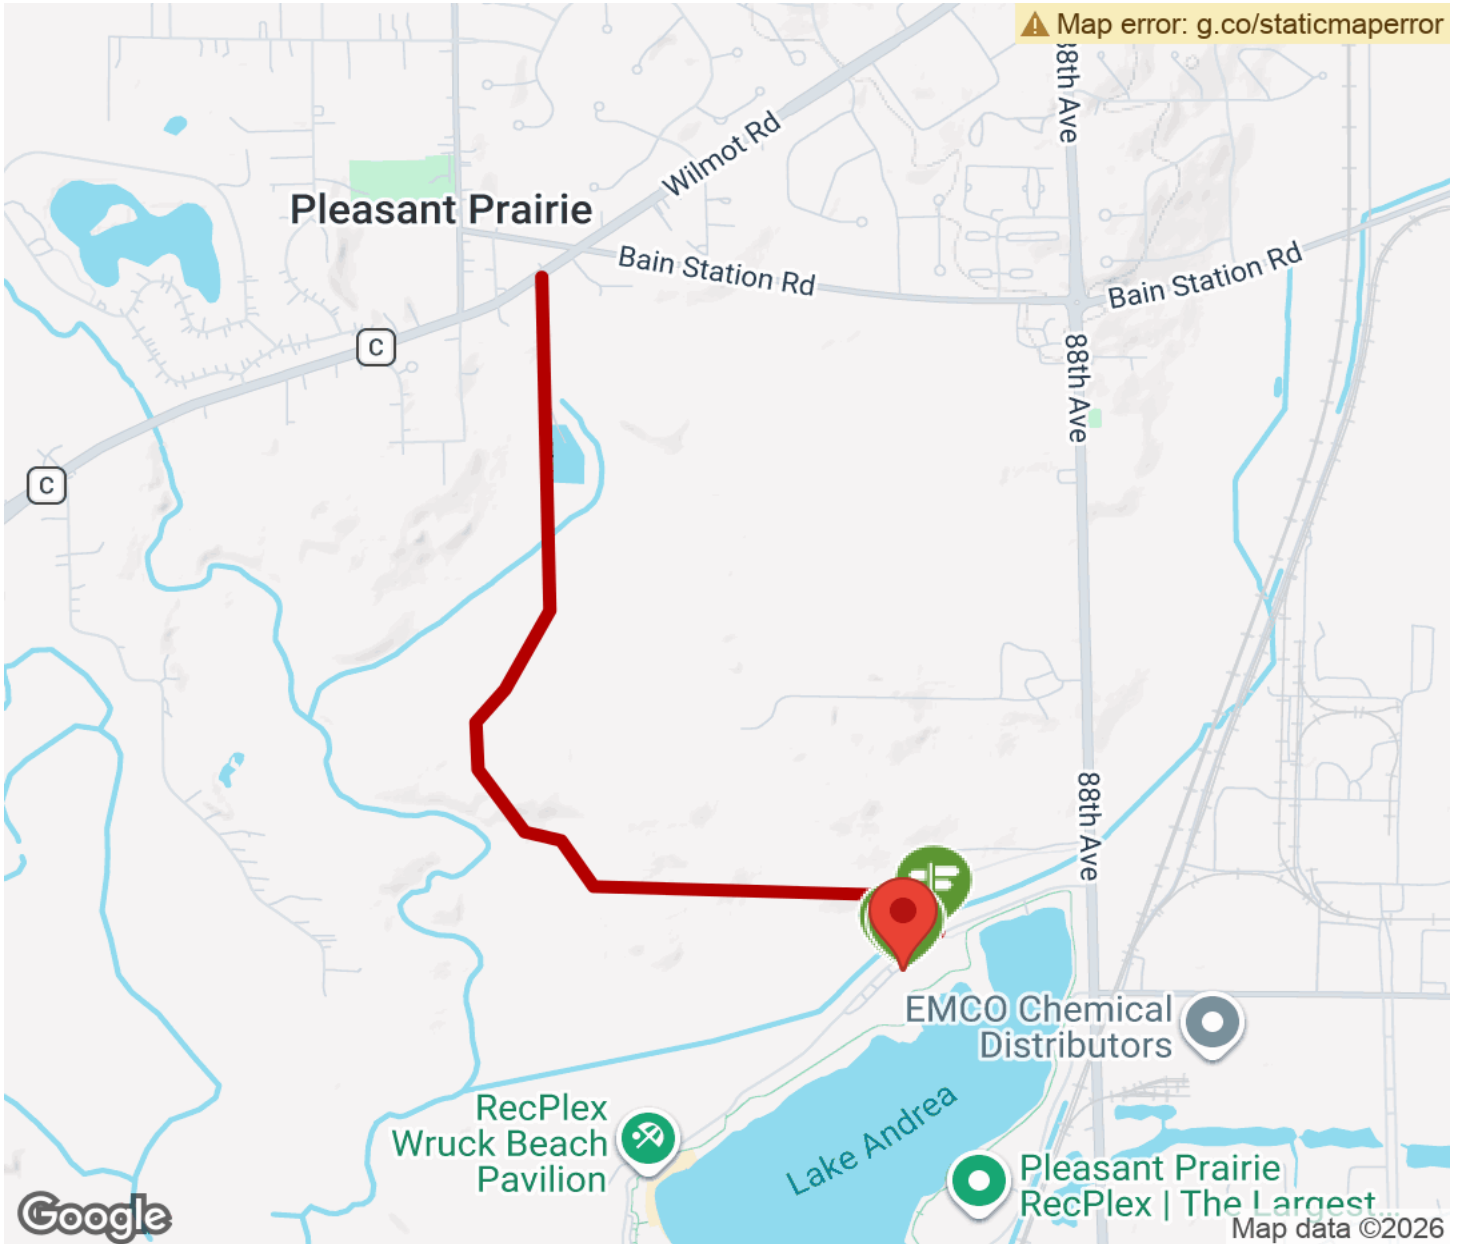 Map error: g.co/staticmaperror
88th Ave
Wilmot Rd
Pleasant Prairie
Bain Station Rd
Bain Station Rd
C
88th Ave
C
88th Ave
EMCO Chemical
Distributors
RecPlex
Wruck Beach
Pavilion
Lake Andrea
Pleasant Prairie
RecPlex | The Largest...
Google
Map data ©2026